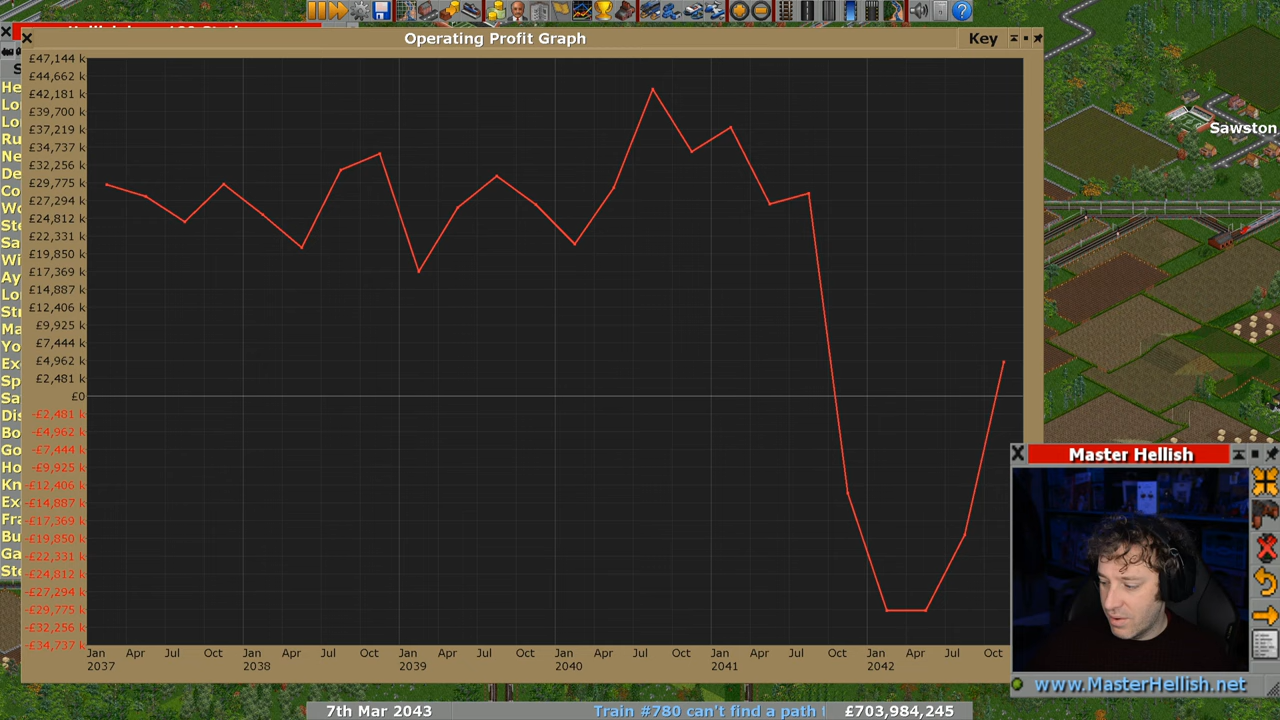 Operating Profit Graph
Key
£47,144 k
£44,662 k
£42,181 k
£39,700 k
£37,219 k
£34,737 k
£32,256 k
£29,775 k
£27,294 k
£24,812 k
£22,331 k
£19,850 k
£17,369 k
£14,887 k
£12,406 k
£9,925 k
£7,444 k
£4,962 k
£2,481 k
£0
-£2,481 k
-£4,962 k
-£7,444 k
-£9,925 k
-£12,406 k
-£14,887 k
-£17,369 k
-£19,850 k
-£22,331 k
-£24,812 k
-£27,294 k
-£29,775 k
-£32,256 k
-£34,737 k
Jan Apr Jul Oct Jan Apr Jul Oct Jan Apr Jul Oct Jan Apr Jul Oct Jan Apr Jul Oct Jan Apr Jul Oct
2037 2038 2039 2040 2041 2042
Sawston
Master Hellish
www.MasterHellish.net
7th Mar 2043
Train #780 can't find a path
£703,984,245